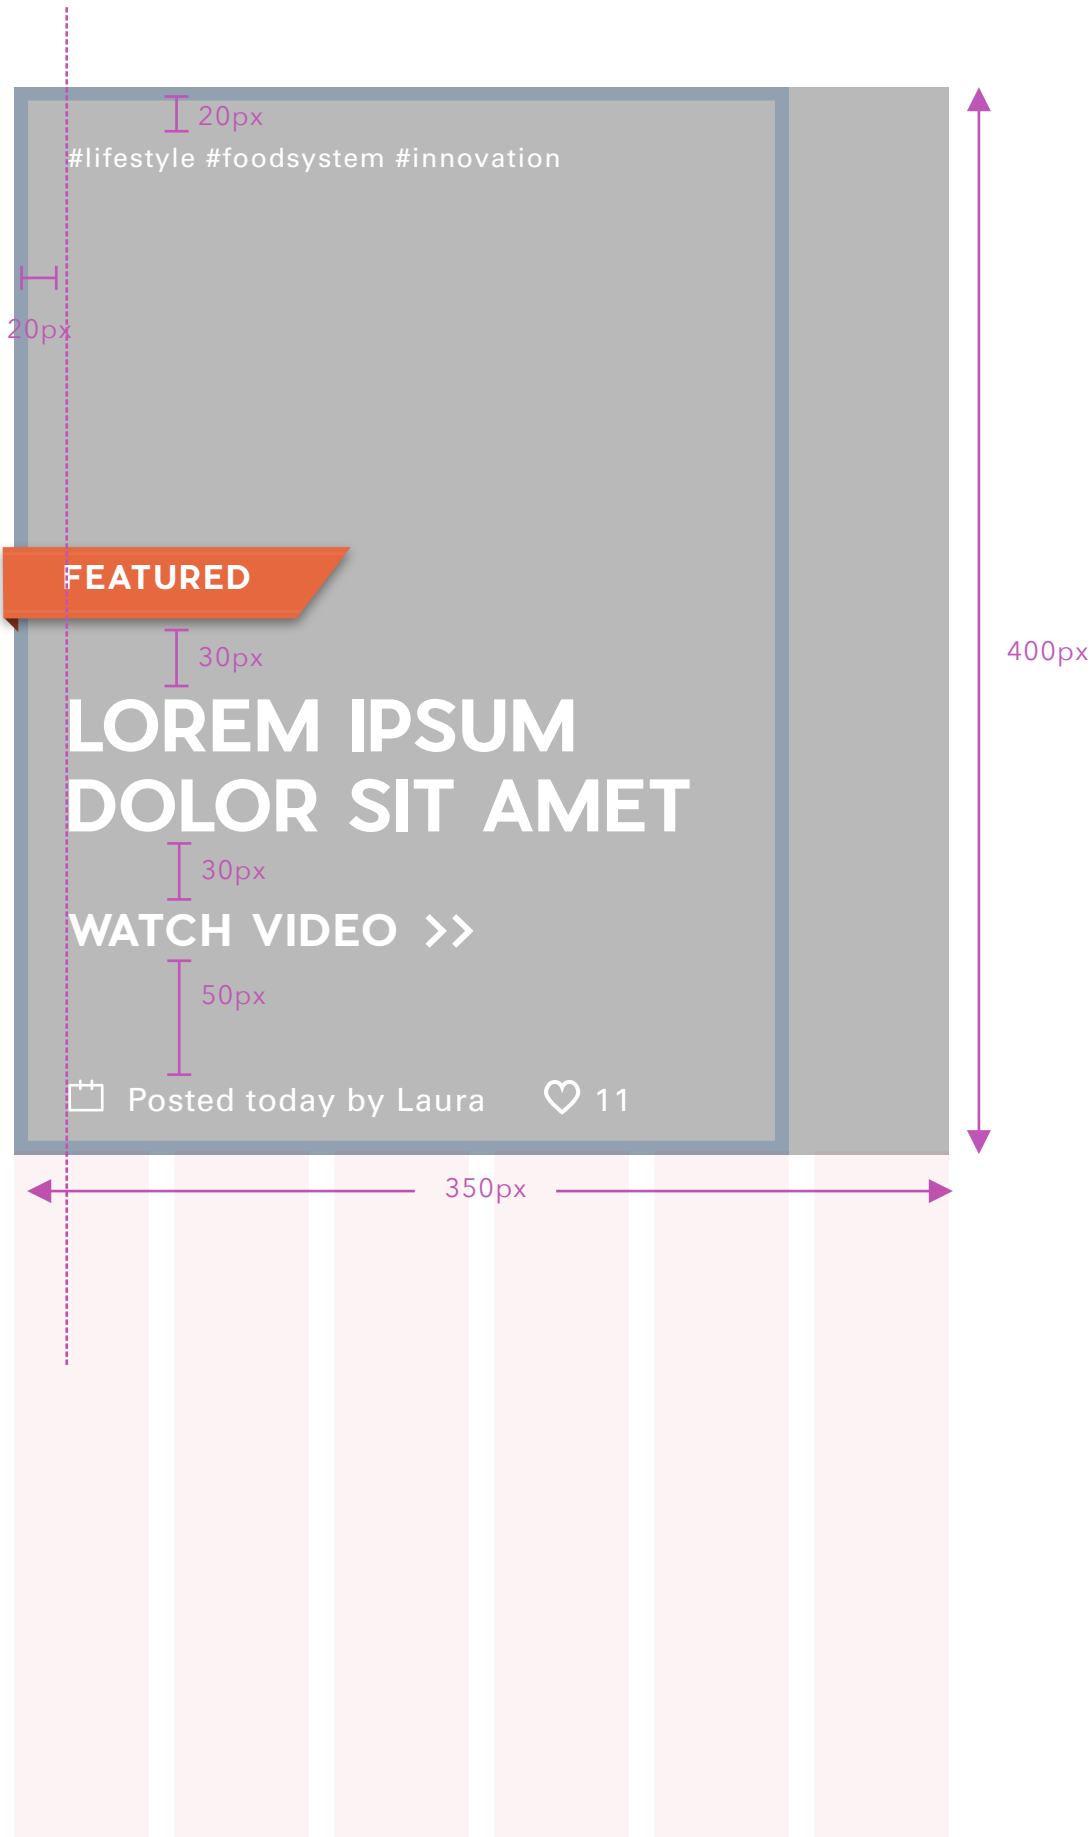 20px
#lifestyle #foodsystem #innovation
20px
FEATURED
30px
400px
LOREM IPSUM
DOLOR SIT AMET
30px
WATCH VIDEO >>
50px
Posted today by Laura 11
350px